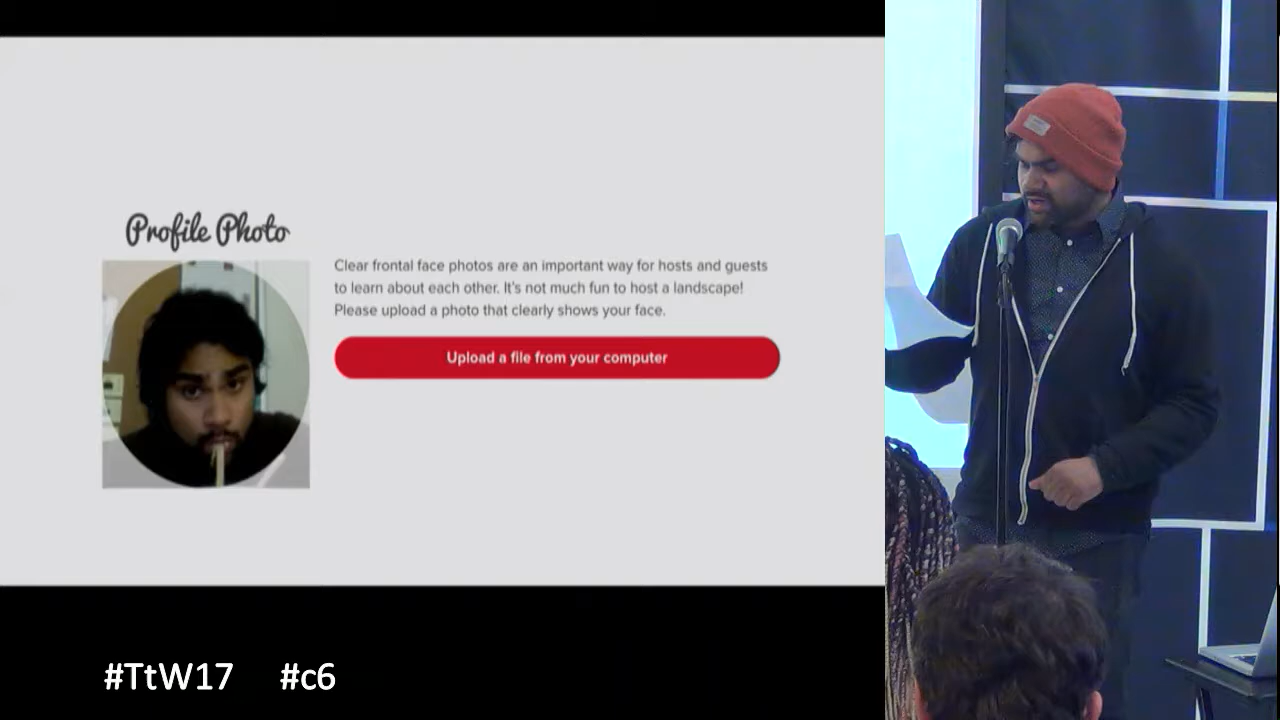 Profile Photo
Clear frontal face photos are an important way for hosts and guests
to learn about each other. It's not much fun to host a landscape!
Please upload a photo that clearly shows your face.
Upload a file from your computer
#TtW17 #c6